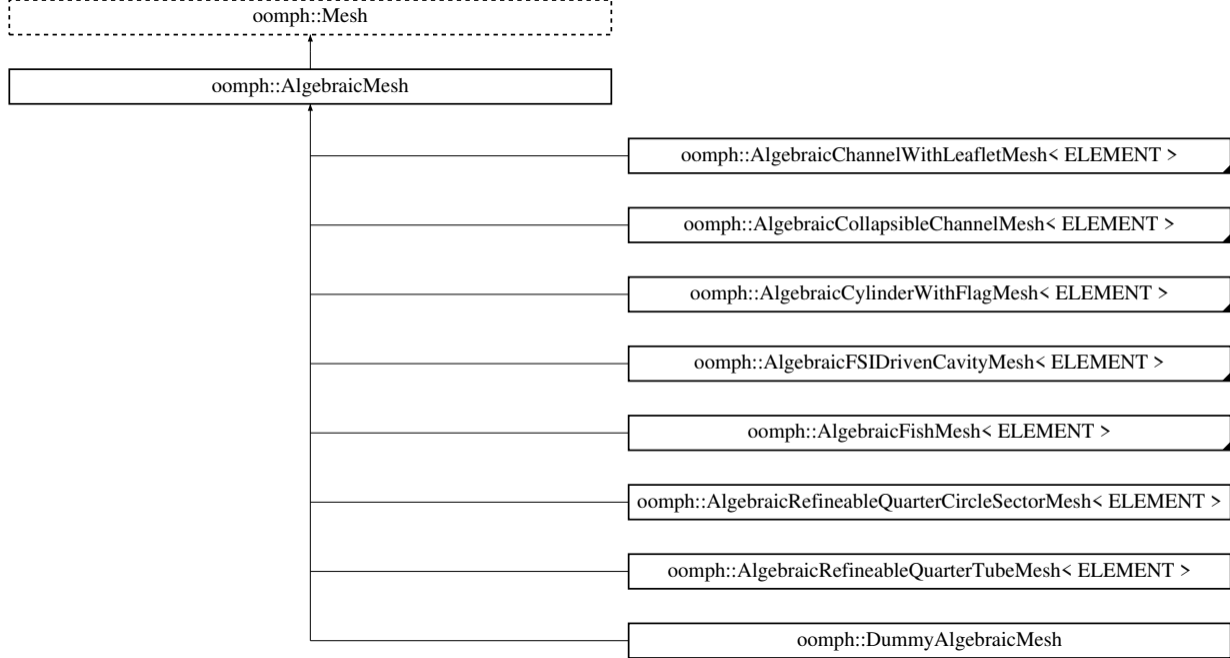 oomph::Mesh
oomph::AlgebraicMesh
oomph::AlgebraicChannelWithLeafletMesh< ELEMENT >
oomph::AlgebraicCollapsibleChannelMesh< ELEMENT >
oomph::AlgebraicCylinderWithFlagMesh< ELEMENT >
oomph::AlgebraicFSIDrivenCavityMesh< ELEMENT >
oomph::AlgebraicFishMesh< ELEMENT >
oomph::AlgebraicRefineableQuarterCircleSectorMesh< ELEMENT >
oomph::AlgebraicRefineableQuarterTubeMesh< ELEMENT >
oomph::DummyAlgebraicMesh